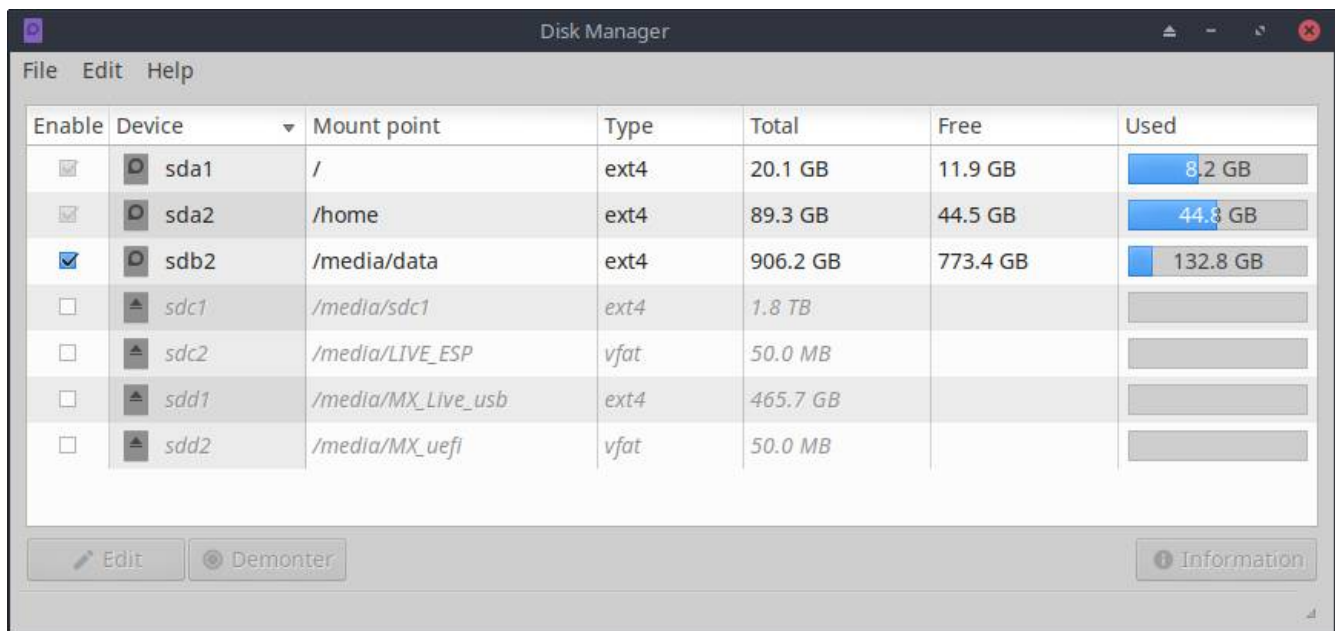 Disk Manager
File Edit Help
Enable Device Mount point Type Total Free Used
sda1 / ext4 20.1 GB 11.9 GB 8.2 GB
sda2 /home ext4 89.3 GB 44.5 GB 44.8 GB
sdb2 /media/data ext4 906.2 GB 773.4 GB 132.8 GB
sdc1 /media/sdc1 ext4 1.8 TB
sdc2 /media/LIVE_ESP vfat 50.0 MB
sdd1 /media/MX_Live_usb ext4 465.7 GB
sdd2 /media/MX_uefi vfat 50.0 MB
Edit Demonter Information